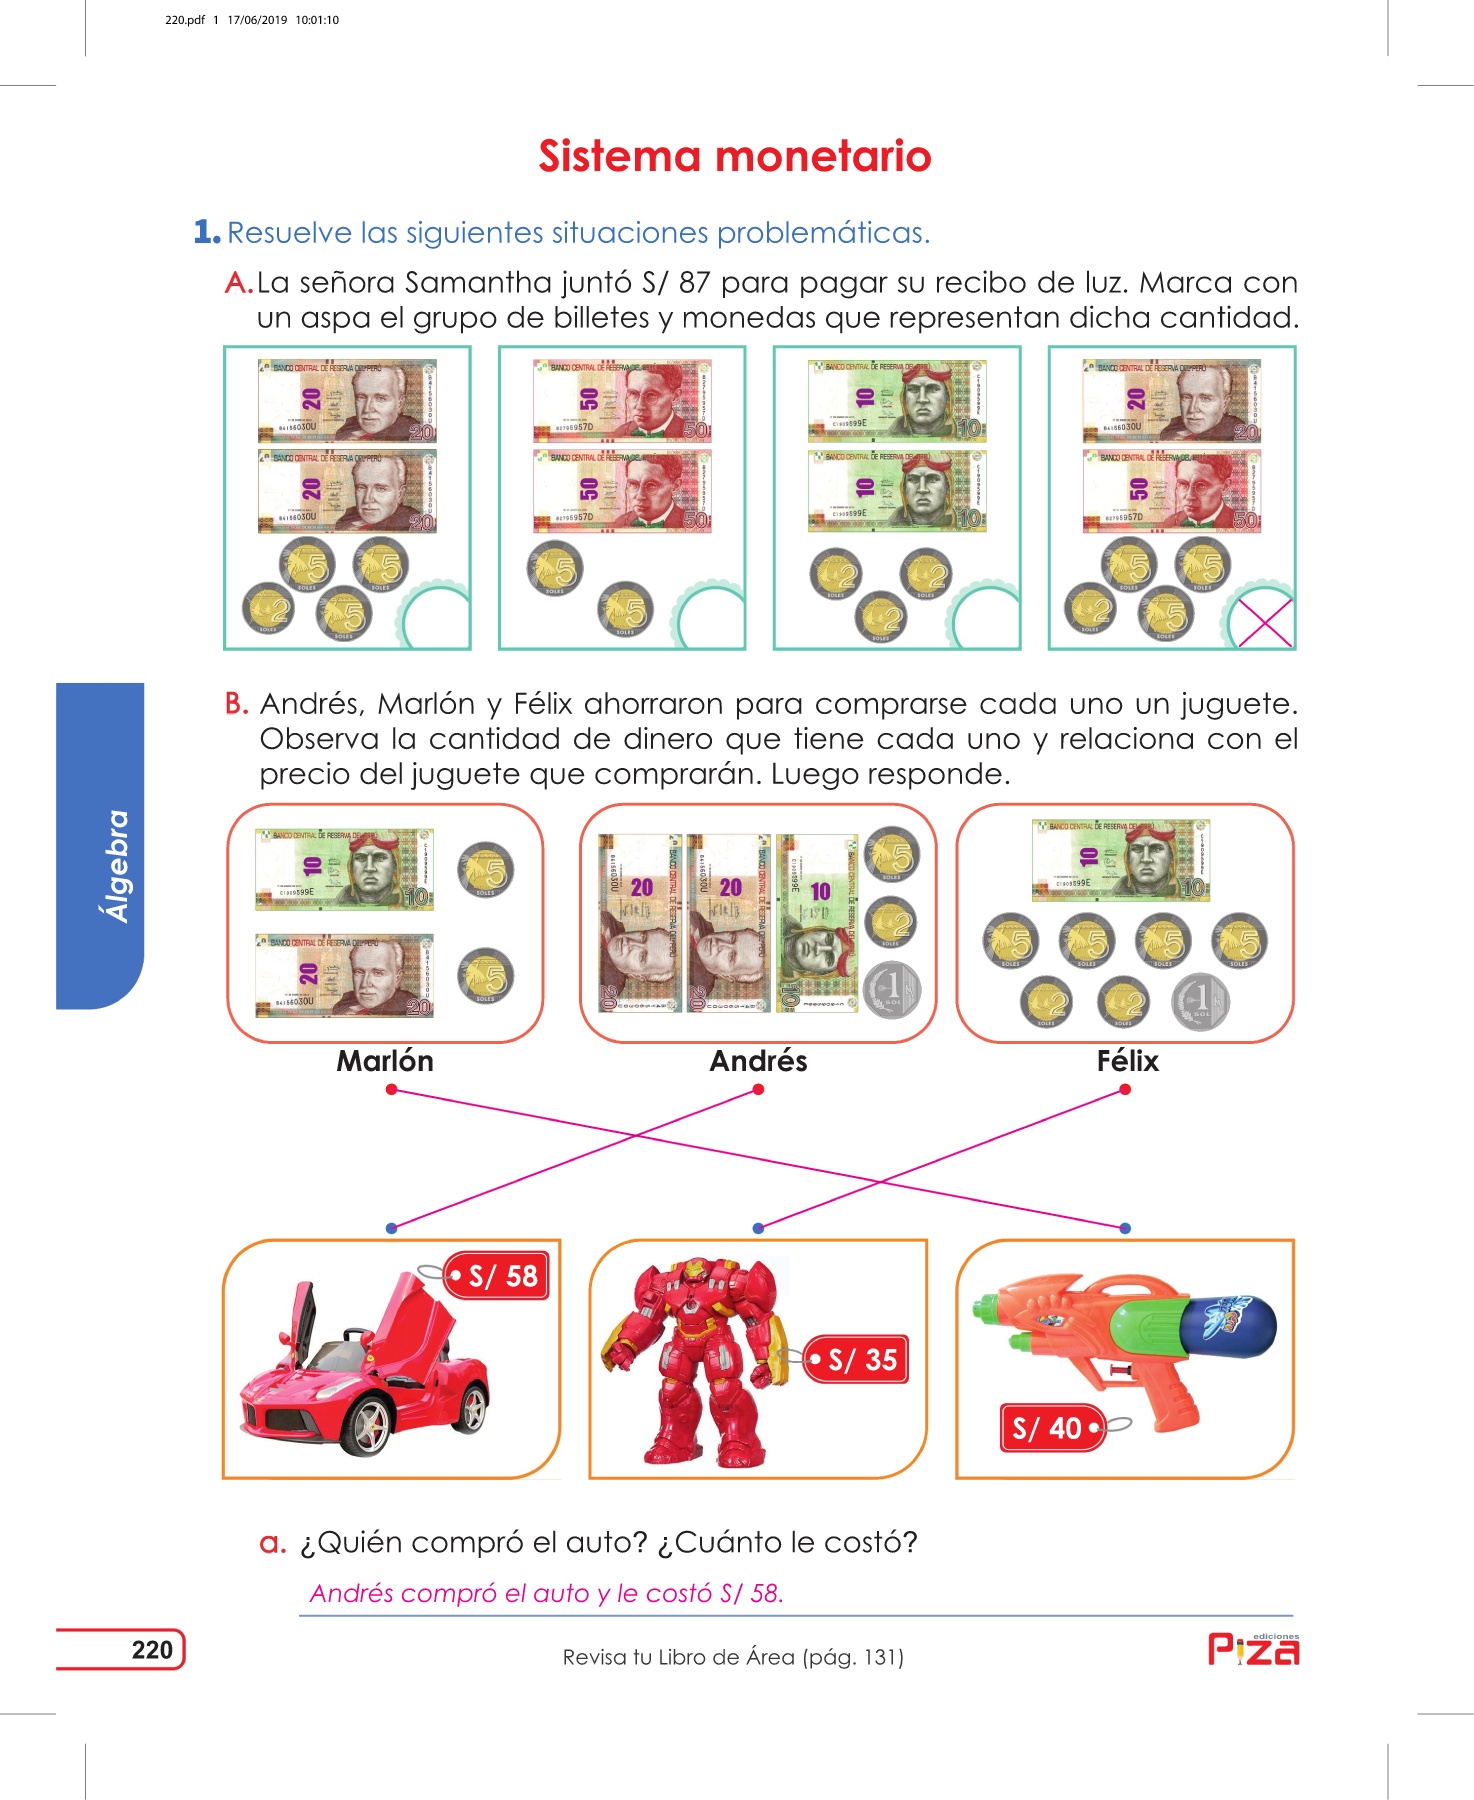 220.pdf 1 17/06/2019 10:01:10
Sistema monetario
1. Resuelve las siguientes situaciones problemáticas.
A. La señora Samantha juntó S/ 87 para pagar su recibo de luz. Marca con
un aspa el grupo de billetes y monedas que representan dicha cantidad.
B. Andrés, Marlón y Félix ahorraron para comprarse cada uno un juguete.
Observa la cantidad de dinero que tiene cada uno y relaciona con el
precio del juguete que comprarán. Luego responde.
Marlón
Andrés
Félix
S/ 58
S/ 35
S/ 40
a. ¿Quién compró el auto? ¿Cuánto le costó?
Andrés compró el auto y le costó S/ 58.
Álgebra
220
Revisa tu Libro de Área (pág. 131)
ediciones
Piza